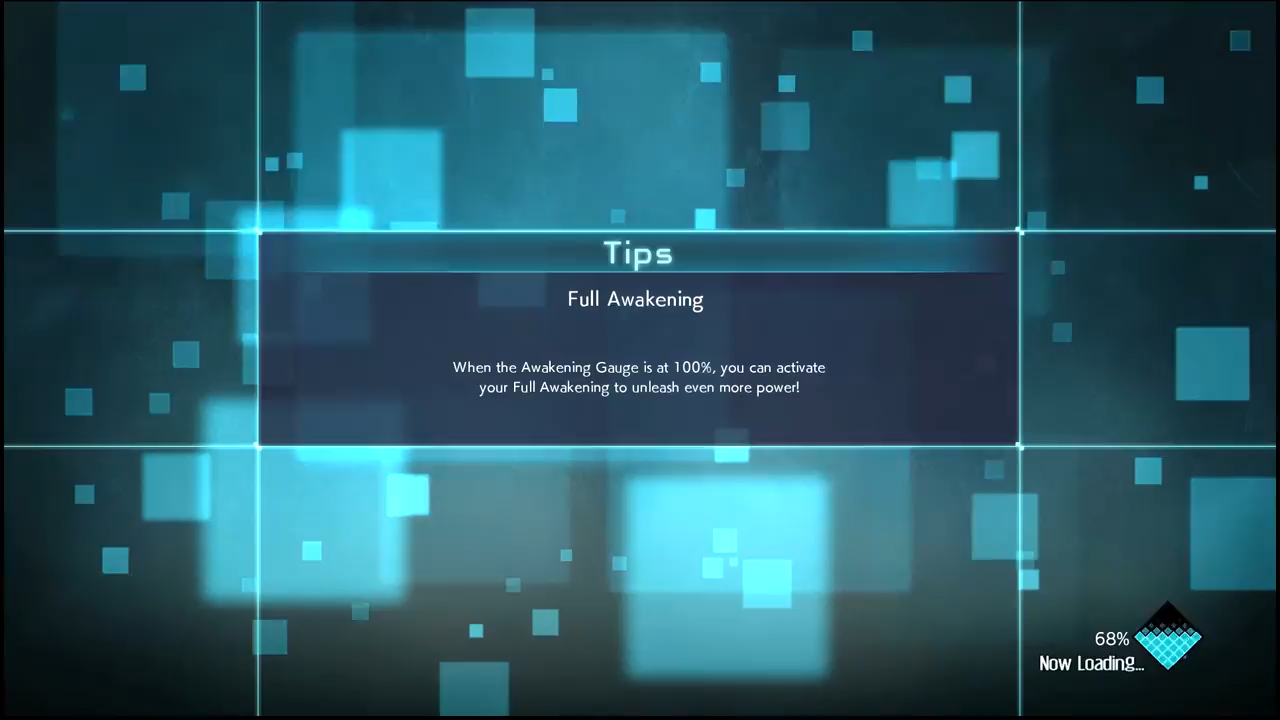 Tips
Full Awakening
When the Awakening Gauge is at 100%, you can activate
your Full Awakening to unleash even more power!
68%
Now Loading...